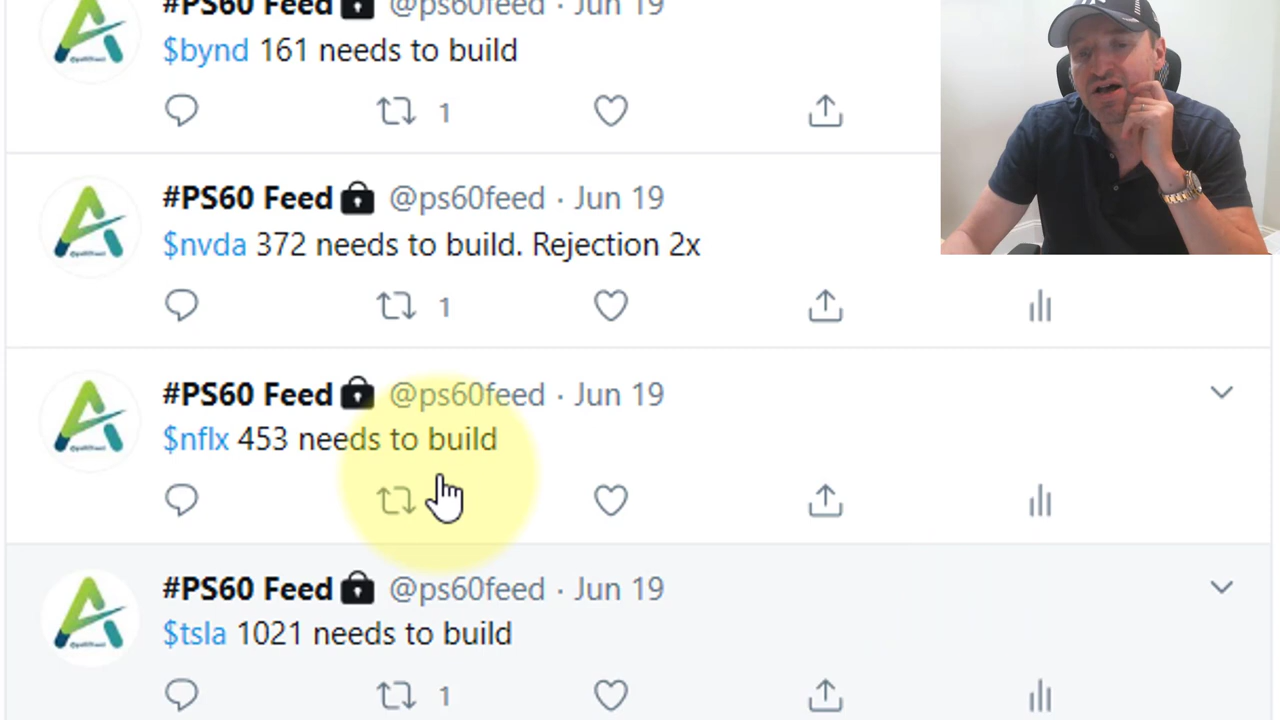 #PS60 Feed @ps60feed · Jun 19
$bynd 161 needs to build
1
#PS60 Feed @ps60feed · Jun 19
$nvda 372 needs to build. Rejection 2x
1
#PS60 Feed @ps60feed · Jun 19
$nflx 453 needs to build
#PS60 Feed @ps60feed · Jun 19
$tsla 1021 needs to build
1